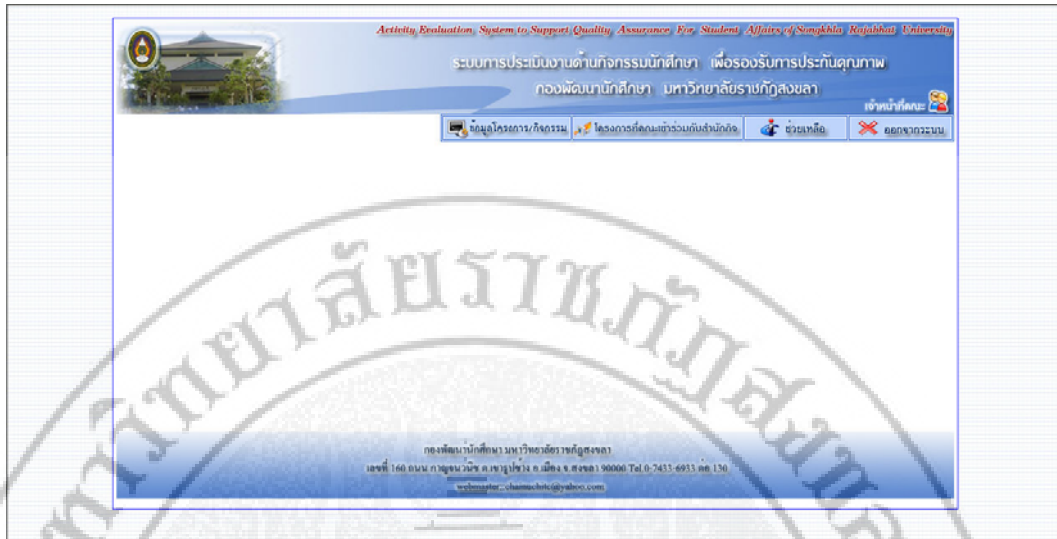 Activity Evaluation System to Support Quality Assurance For Student Affairs of Songkhla Rajabhat University
ระบบการประเมินงานด้านกิจกรรมนักศึกษา เพื่อรองรับการประกันคุณภาพ
กองพัฒนานักศึกษา มหาวิทยาลัยราชภัฏสงขลา
เจ้าหน้าที่คณะ
ข้อมูลโครงการ/กิจกรรม โครงการที่คณะเข้าร่วมกับสำนักกิจ ช่วยเหลือ ออกจากระบบ
กองพัฒนานักศึกษา มหาวิทยาลัยราชภัฏสงขลา
เลขที่ 160 ถนน กาญจนวนิช ต.เขารูปช้าง อ.เมือง จ.สงขลา 90000 Tel.0-7433-6933 ต่อ 130